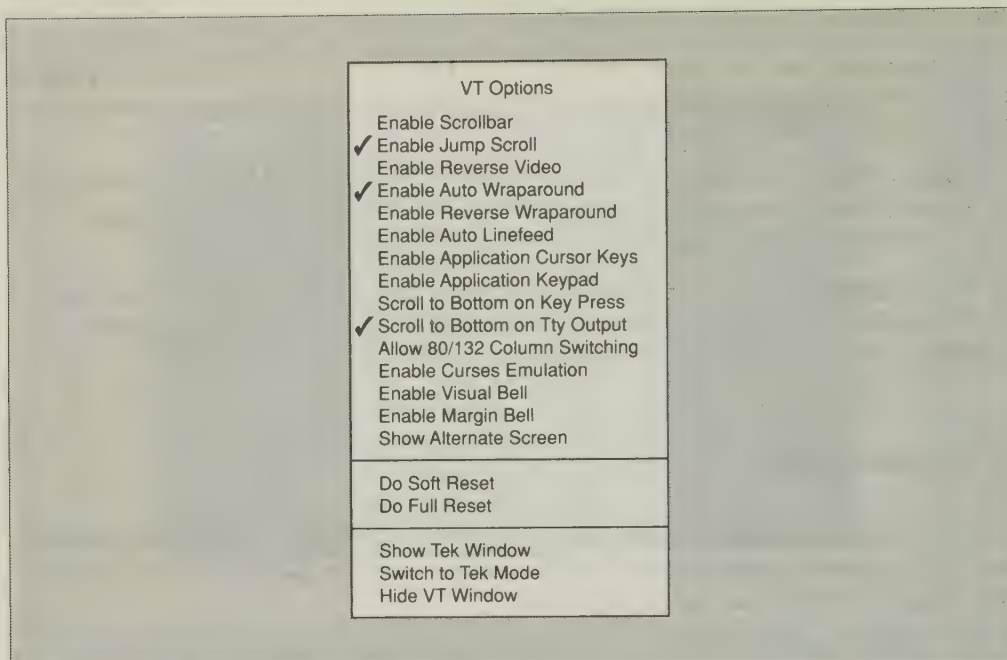 VT Options
Enable Scrollbar
✓ Enable Jump Scroll
Enable Reverse Video
✓ Enable Auto Wraparound
Enable Reverse Wraparound
Enable Auto Linefeed
Enable Application Cursor Keys
Enable Application Keypad
Scroll to Bottom on Key Press
✓ Scroll to Bottom on Tty Output
Allow 80/132 Column Switching
Enable Curses Emulation
Enable Visual Bell
Enable Margin Bell
Show Alternate Screen
Do Soft Reset
Do Full Reset
Show Tek Window
Switch to Tek Mode
Hide VT Window